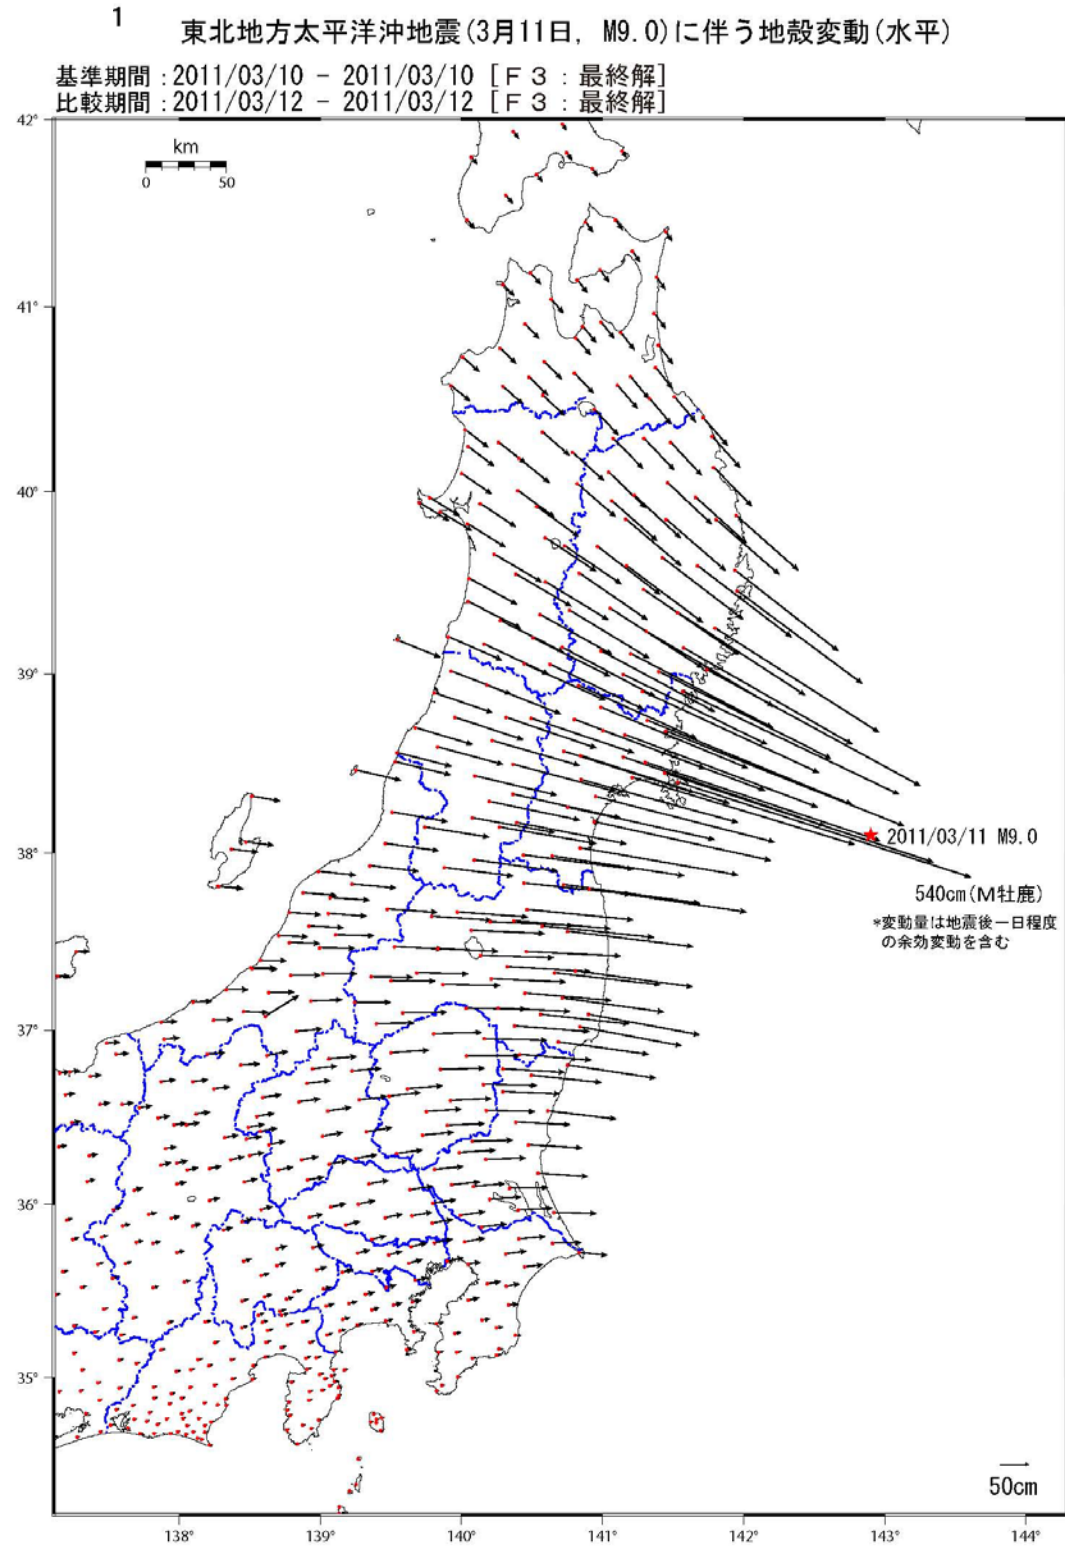 1
東北地方太平洋沖地震(3月11日, M9.0)に伴う地殻変動(水平)
基準期間:2011/03/10 - 2011/03/10 [F3:最終解]
比較期間:2011/03/12 - 2011/03/12 [F3:最終解]
42°
km
0 50
41°
40°
39°
2011/03/11 M9.0
38°
540cm(M牡鹿)
*変動量は地震後一日程度
の余効変動を含む
37°
36°
35°
50cm
138° 139° 140° 141° 142° 143° 144°